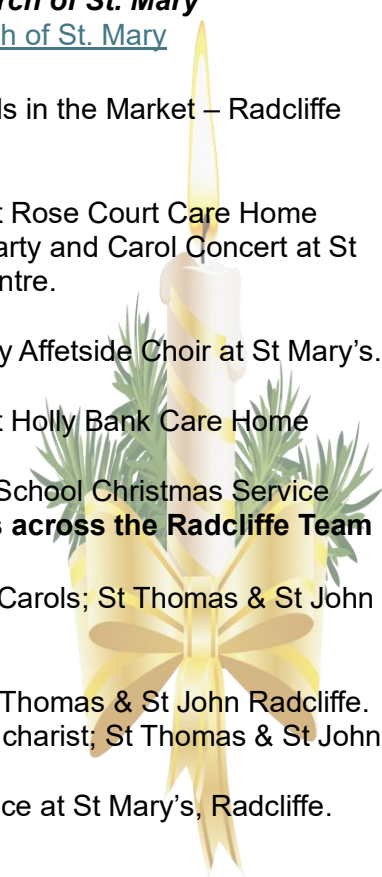 rch of St. Mary
h of St. Mary
ls in the Market – Radcliffe
t Rose Court Care Home
arty and Carol Concert at St
ntre.
y Affetside Choir at St Mary's.
t Holly Bank Care Home
School Christmas Service
s across the Radcliffe Team
Carols; St Thomas & St John
Thomas & St John Radcliffe.
charist; St Thomas & St John
ce at St Mary's, Radcliffe.